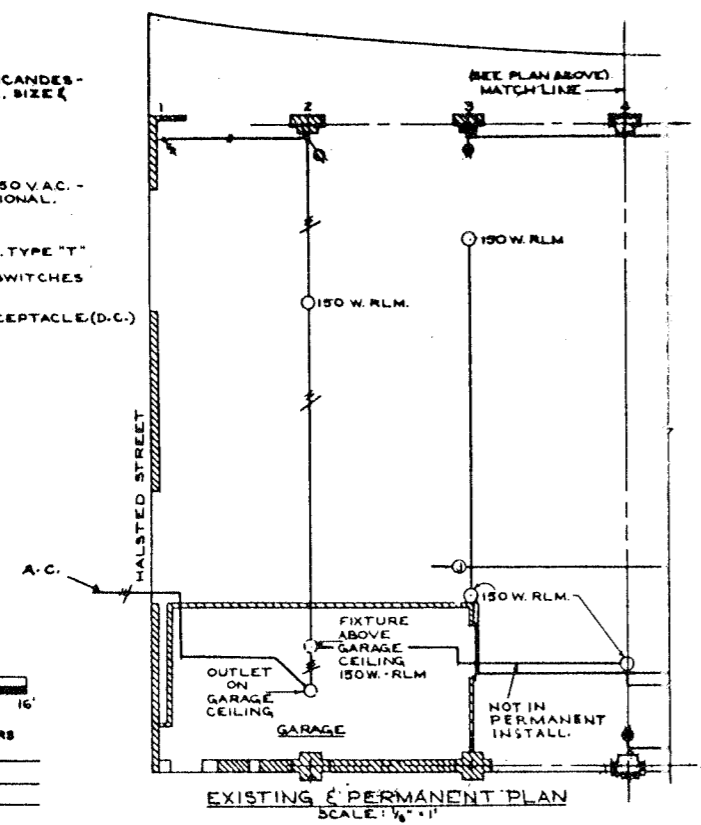 CANDES-
. SIZE &
50 V. A.C. -
IONAL.
. TYPE "T"
SWITCHES
CEPTACLE (D.C.)
(SEE PLAN ABOVE)
MATCH LINE
1
2
3
4
150 W. RLM
150 W. RLM.
HALSTED STREET
7
A.C.
J
150 W. RLM.
FIXTURE
ABOVE
GARAGE
CEILING
150W.-RLM
OUTLET
ON
GARAGE
CEILING
GARAGE
NOT IN
PERMANENT
INSTALL.
16'
RS
EXISTING & PERMANENT PLAN
SCALE: 1/8" = 1'